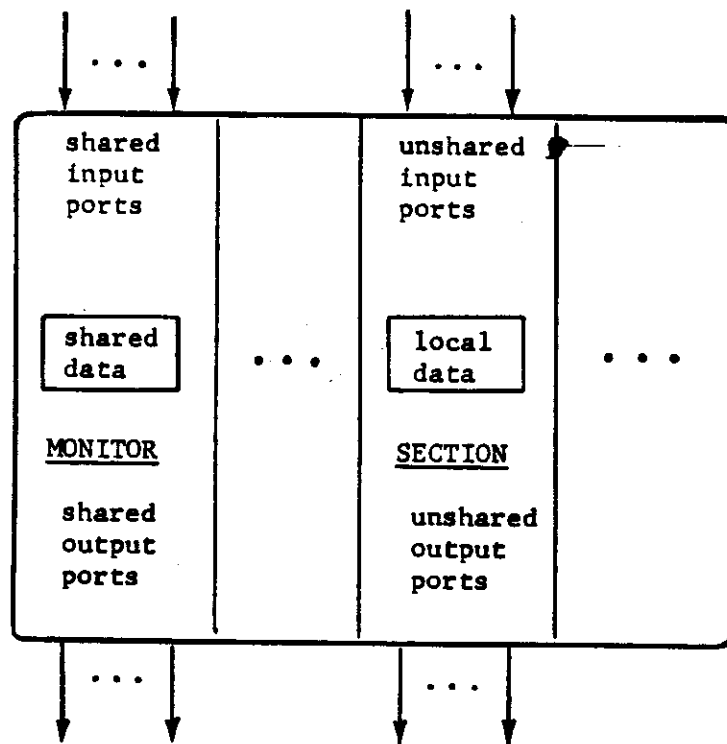 shared
input
ports
shared
data
MONITOR
shared
output
ports
unshared
input
ports
local
data
SECTION
unshared
output
ports